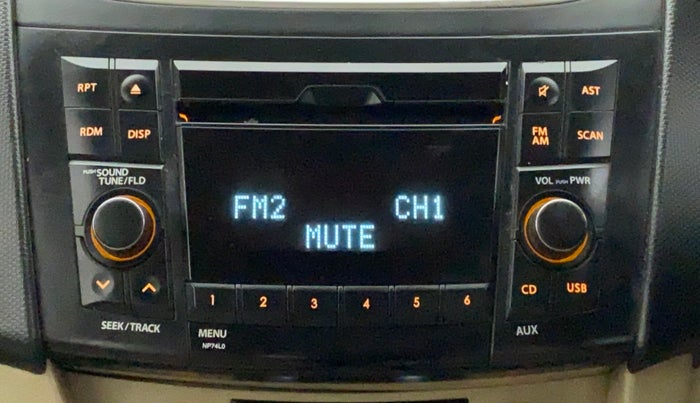 RPT
AST
RDM DISP
FM AM SCAN
PUSH SOUND
TUNE/FLD
VOL PUSH PWR
FM2 CH1
MUTE
1 2 3 4 5 6
CD USB
SEEK/TRACK
MENU
AUX
NP74L0